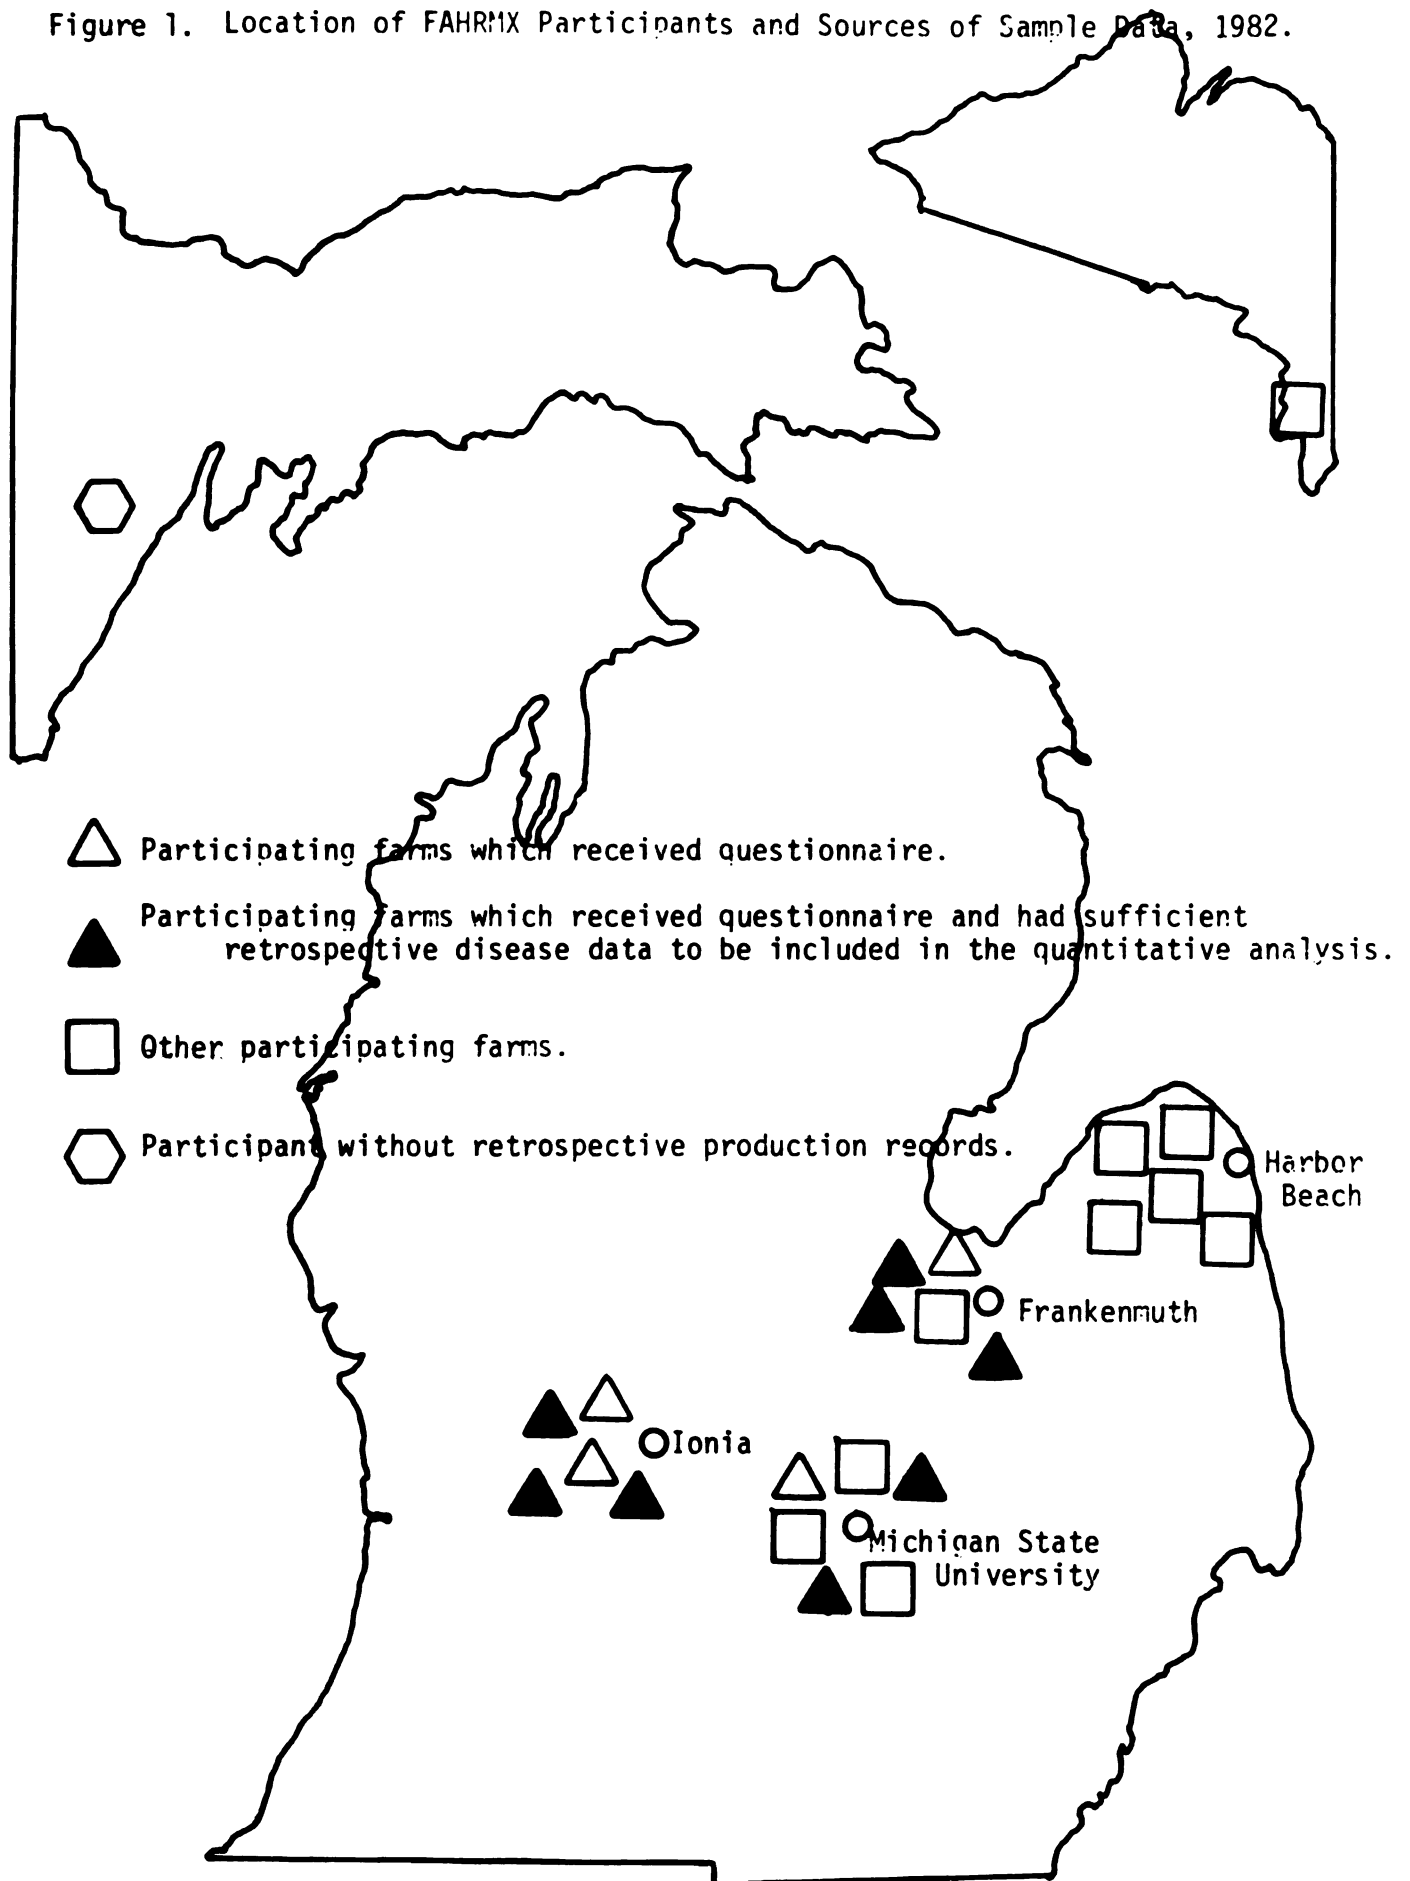 Figure 1. Location of FAHRMX Participants and Sources of Sample Data, 1982.
Participating farms which received questionnaire.
Participating farms which received questionnaire and had sufficient
retrospective disease data to be included in the quantitative analysis.
Other participating farms.
Participant without retrospective production records.
Harbor
Beach
Frankenmuth
Ionia
Michigan State
University